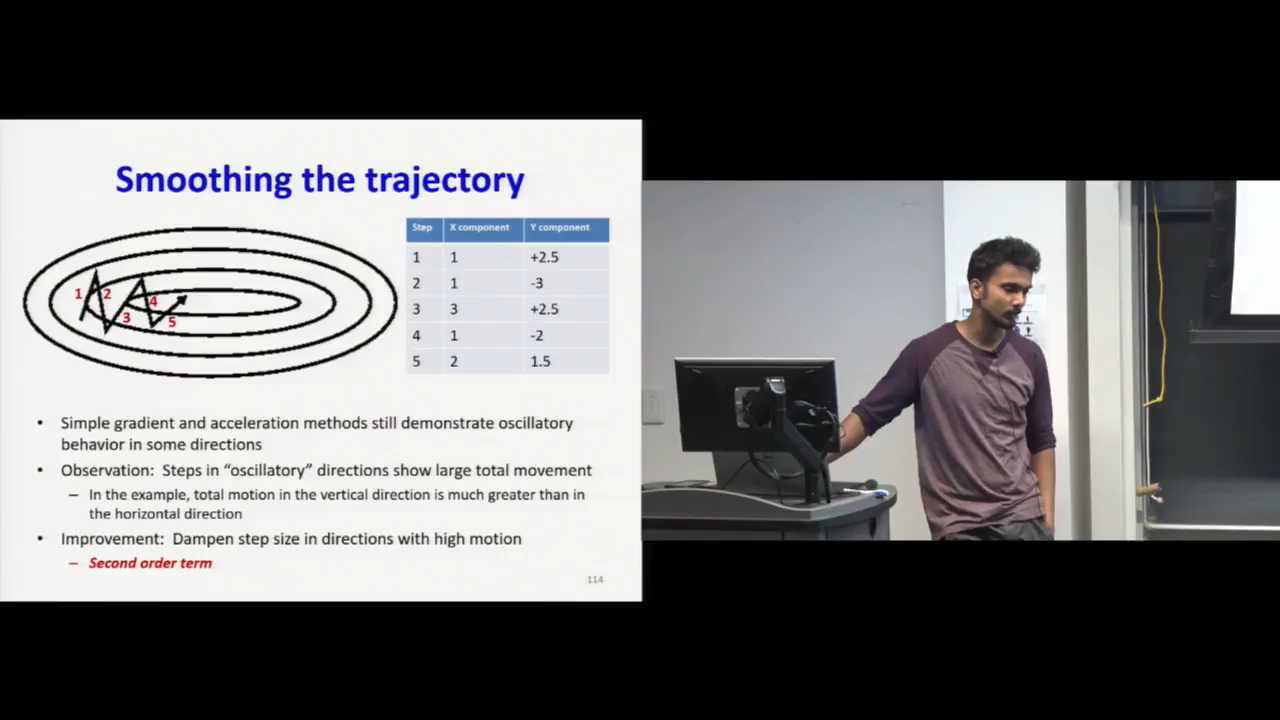 Smoothing the trajectory
Step X component Y component
1 1 +2.5
2 1 -3
3 3 +2.5
4 1 -2
5 2 1.5
1 2 3 4 5
• Simple gradient and acceleration methods still demonstrate oscillatory
behavior in some directions
• Observation: Steps in “oscillatory” directions show large total movement
– In the example, total motion in the vertical direction is much greater than in
the horizontal direction
• Improvement: Dampen step size in directions with high motion
– Second order term
114